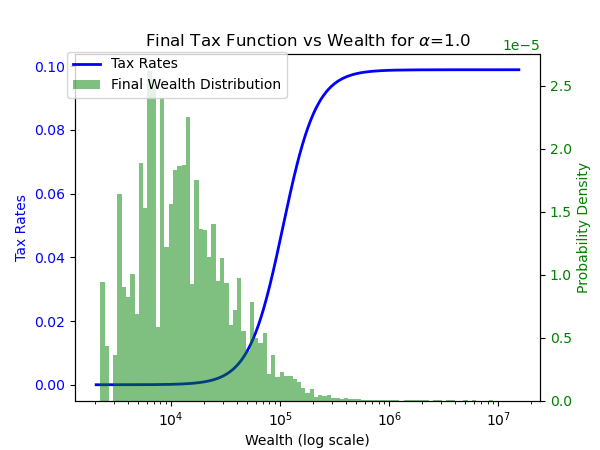 Final Tax Function vs Wealth for α=1.0
1e−5
Tax Rates
Final Wealth Distribution
0.10
0.08
0.06
0.04
0.02
0.00
Tax Rates
2.5
2.0
1.5
1.0
0.5
0.0
Probability Density
10⁴
10⁵
10⁶
10⁷
Wealth (log scale)